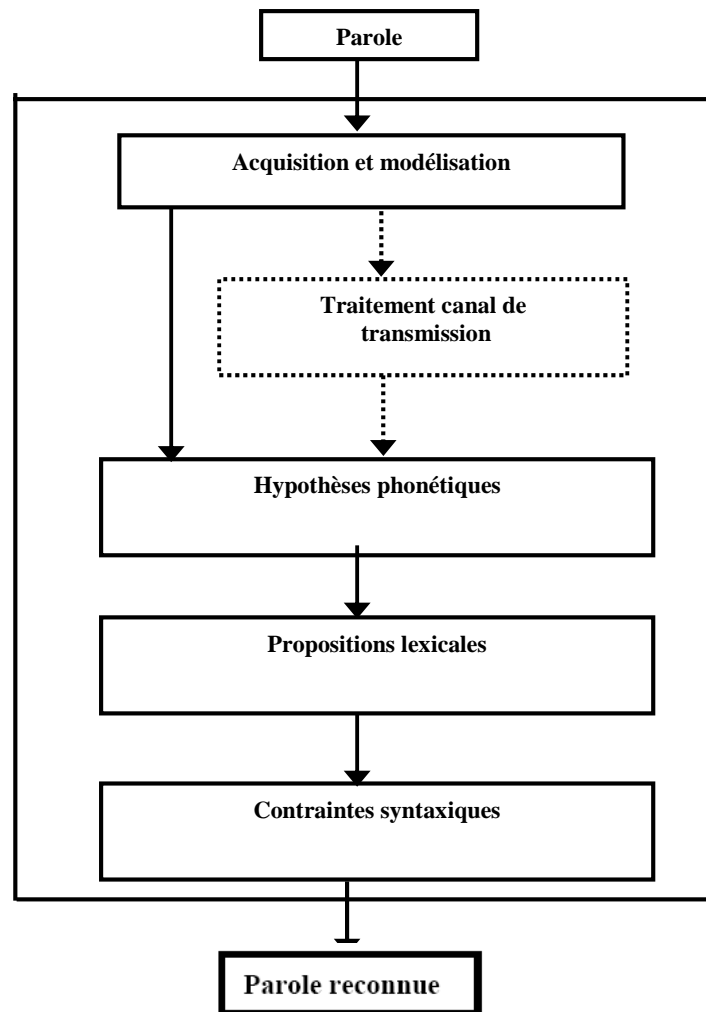 Parole
Acquisition et modélisation
Traitement canal de
transmission
Hypothèses phonétiques
Propositions lexicales
Contraintes syntaxiques
Parole reconnue